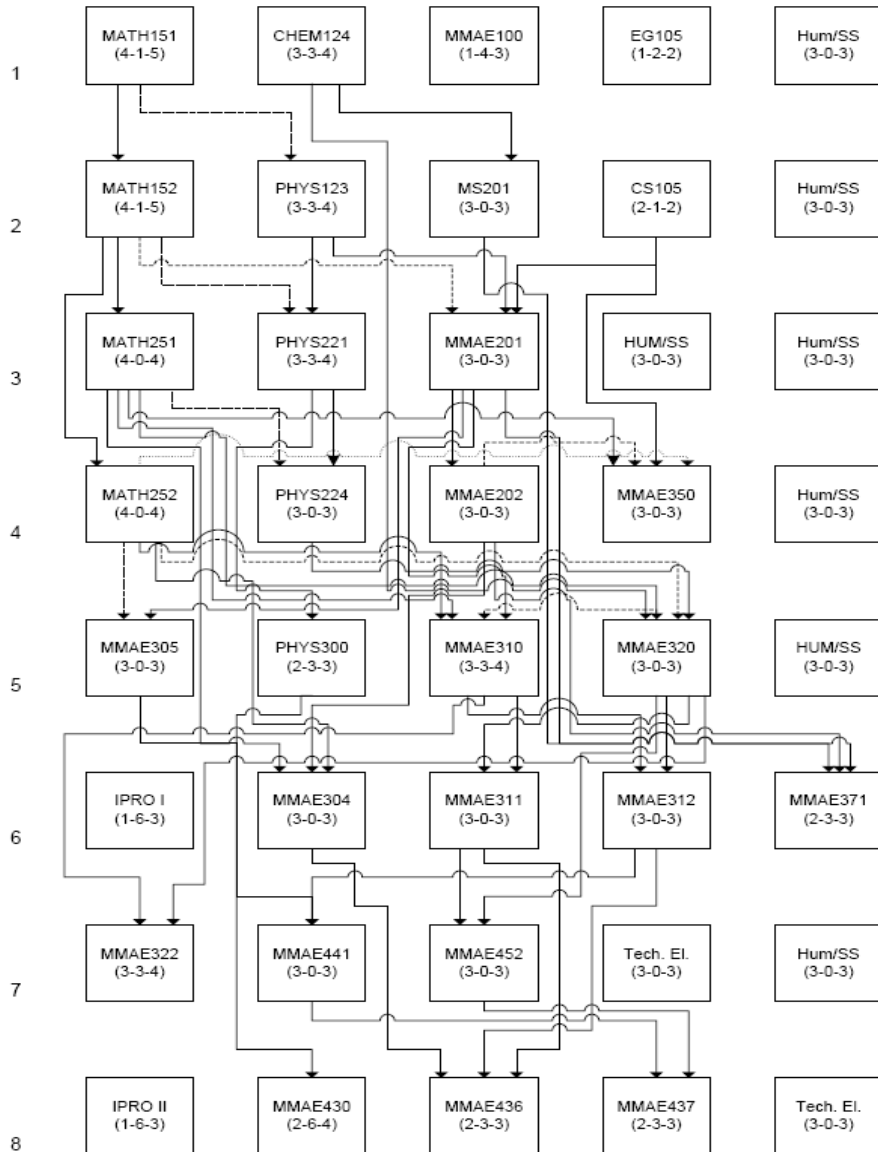 MATH151
(4-1-5)
CHEM124
(3-3-4)
MMAE100
(1-4-3)
EG105
(1-2-2)
Hum/SS
(3-0-3)
1
MATH152
(4-1-5)
PHYS123
(3-3-4)
MS201
(3-0-3)
CS105
(2-1-2)
Hum/SS
(3-0-3)
2
MATH251
(4-0-4)
PHYS221
(3-3-4)
MMAE201
(3-0-3)
HUM/SS
(3-0-3)
Hum/SS
(3-0-3)
3
MATH252
(4-0-4)
PHYS224
(3-0-3)
MMAE202
(3-0-3)
MMAE350
(3-0-3)
Hum/SS
(3-0-3)
4
MMAE305
(3-0-3)
PHYS300
(2-3-3)
MMAE310
(3-3-4)
MMAE320
(3-0-3)
HUM/SS
(3-0-3)
5
IPRO I
(1-6-3)
MMAE304
(3-0-3)
MMAE311
(3-0-3)
MMAE312
(3-0-3)
MMAE371
(2-3-3)
6
MMAE322
(3-3-4)
MMAE441
(3-0-3)
MMAE452
(3-0-3)
Tech. El.
(3-0-3)
Hum/SS
(3-0-3)
7
IPRO II
(1-6-3)
MMAE430
(2-6-4)
MMAE436
(2-3-3)
MMAE437
(2-3-3)
Tech. El.
(3-0-3)
8